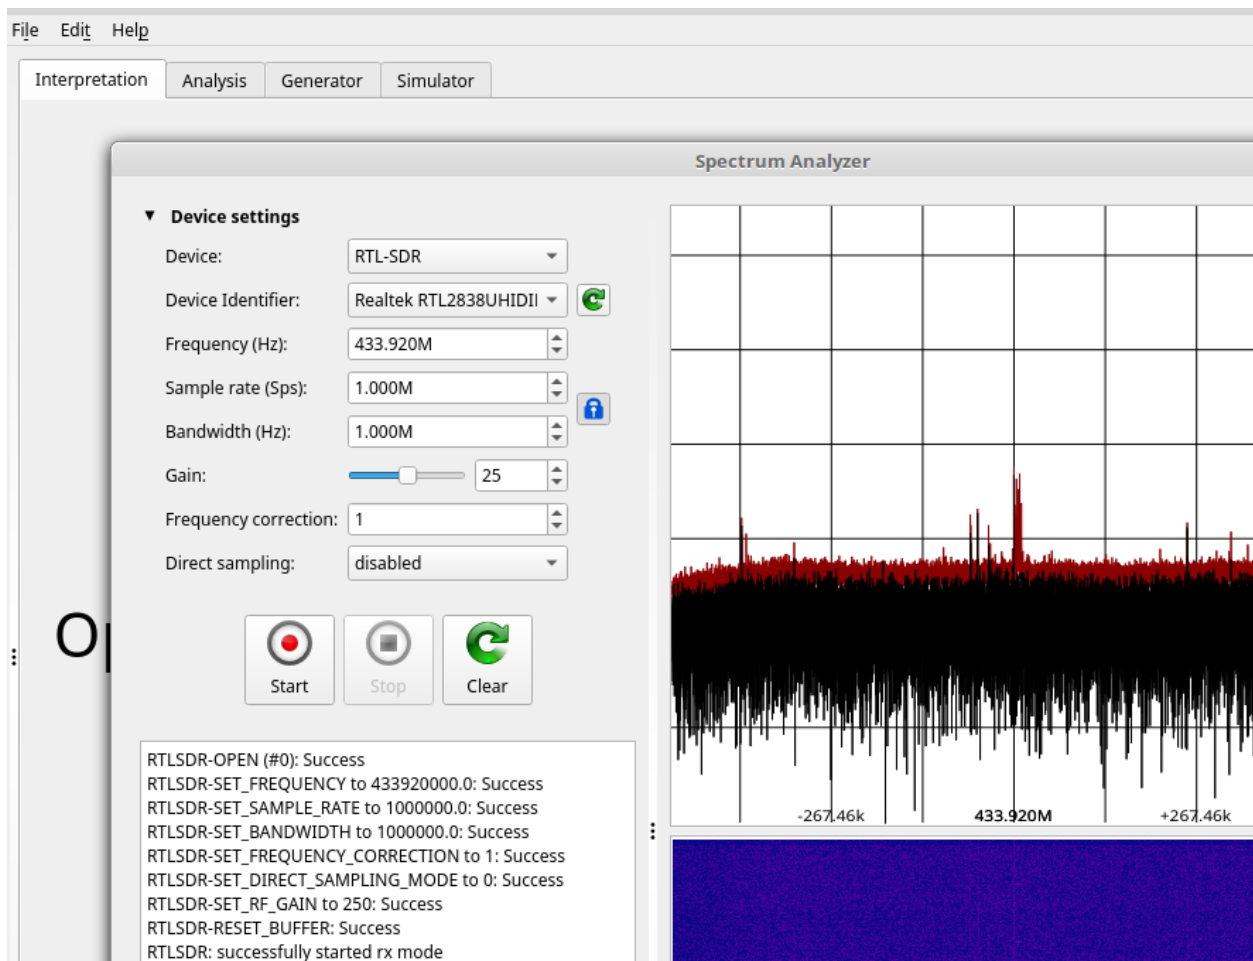 File Edit Help
Interpretation Analysis Generator Simulator
Spectrum Analyzer
Device settings
Device: RTL-SDR
Device Identifier: Realtek RTL2838UHIDII
Frequency (Hz): 433.920M
Sample rate (Sps): 1.000M
Bandwidth (Hz): 1.000M
Gain: 25
Frequency correction: 1
Direct sampling: disabled
Op
Start Stop Clear
RTLSDR-OPEN (#0): Success
RTLSDR-SET_FREQUENCY to 433920000.0: Success
RTLSDR-SET_SAMPLE_RATE to 1000000.0: Success
RTLSDR-SET_BANDWIDTH to 1000000.0: Success
RTLSDR-SET_FREQUENCY_CORRECTION to 1: Success
RTLSDR-SET_DIRECT_SAMPLING_MODE to 0: Success
RTLSDR-SET_RF_GAIN to 250: Success
RTLSDR-RESET_BUFFER: Success
RTLSDR: successfully started rx mode
-267.46k 433.920M +267.46k